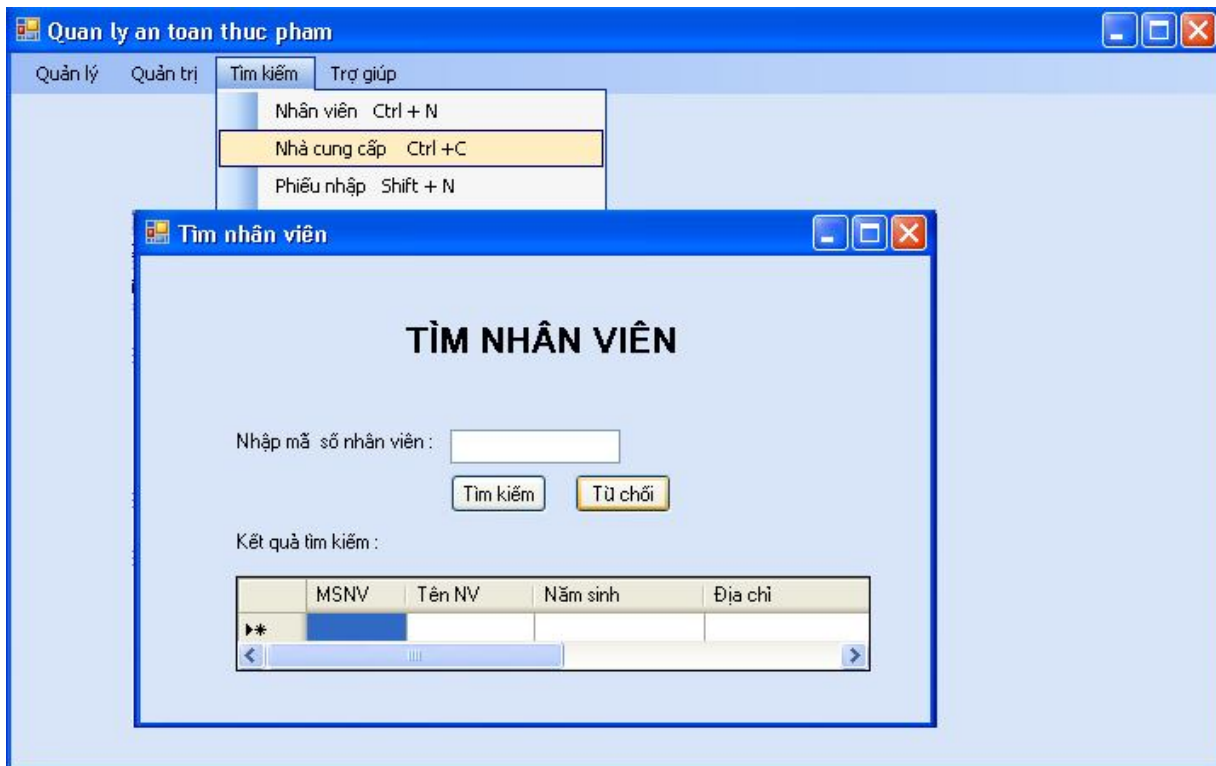 Quan ly an toan thuc pham
Quản lý Quản trị Tìm kiếm Trợ giúp
Nhân viên Ctrl + N
Nhà cung cấp Ctrl +C
Phiếu nhập Shift + N
Tìm nhân viên
TÌM NHÂN VIÊN
Nhập mã số nhân viên :
Tìm kiếm Từ chối
Kết quả tìm kiếm :
MSNV Tên NV Năm sinh Địa chỉ